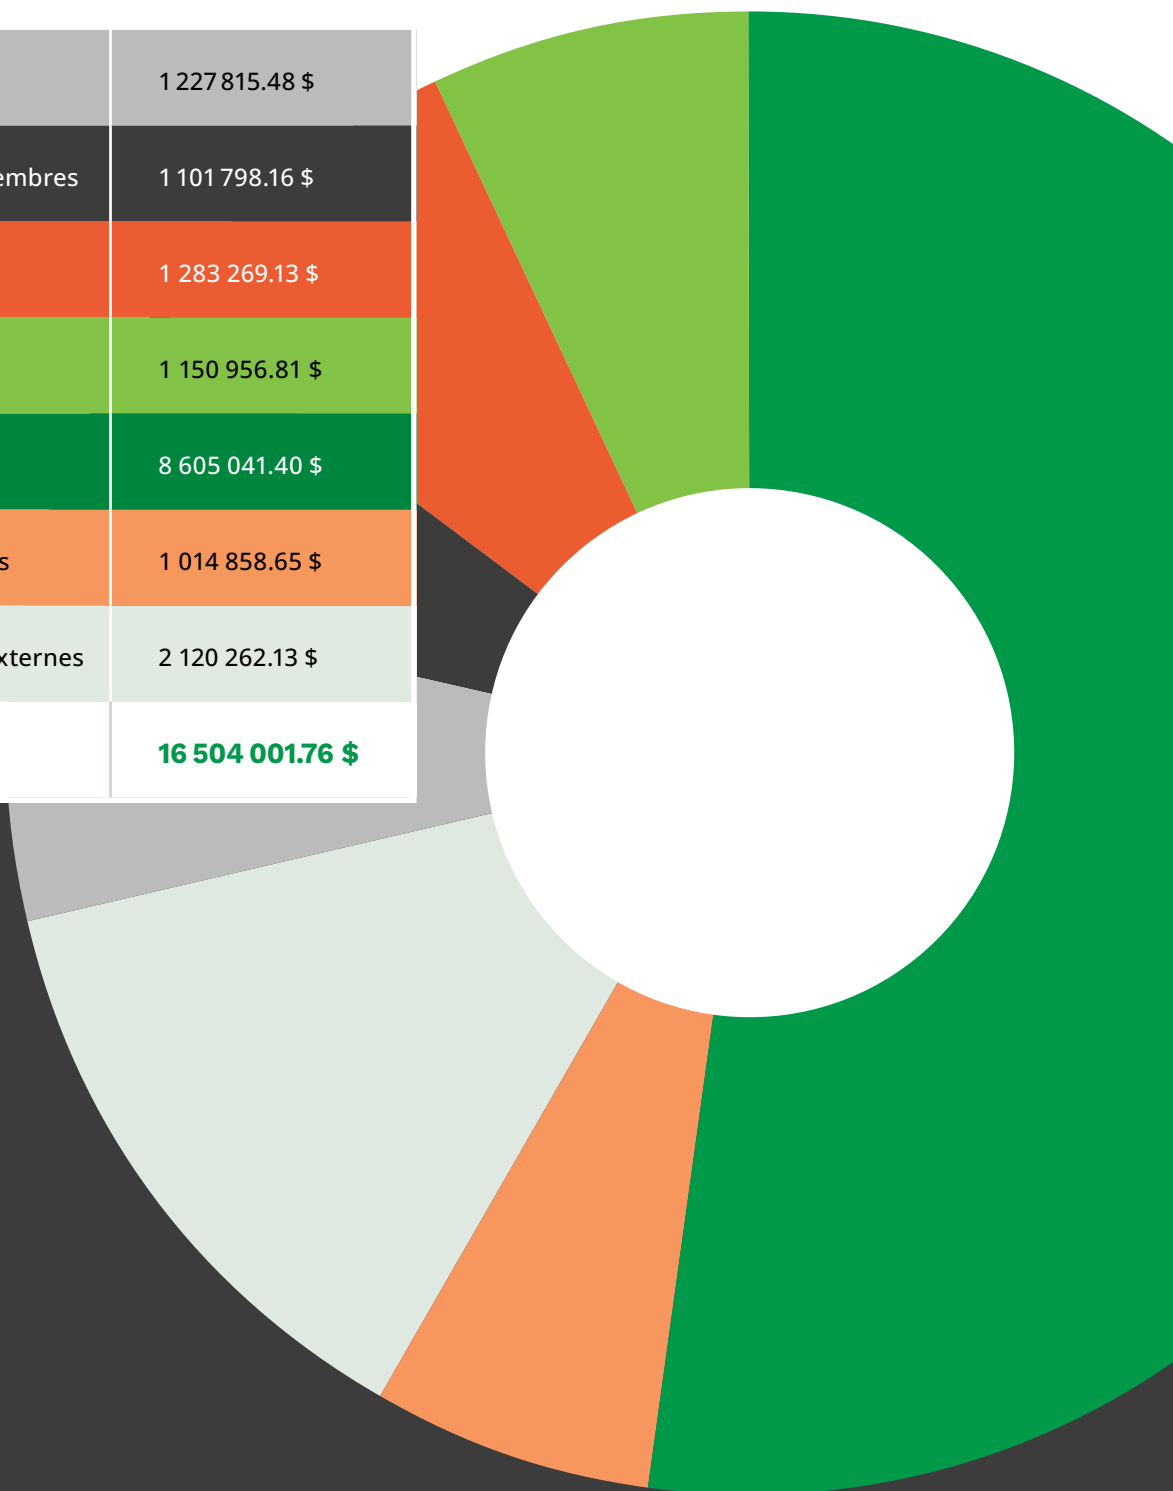 1 227 815.48 $
embres 1 101 798.16 $
1 283 269.13 $
1 150 956.81 $
8 605 041.40 $
s 1 014 858.65 $
xternes 2 120 262.13 $
16 504 001.76 $